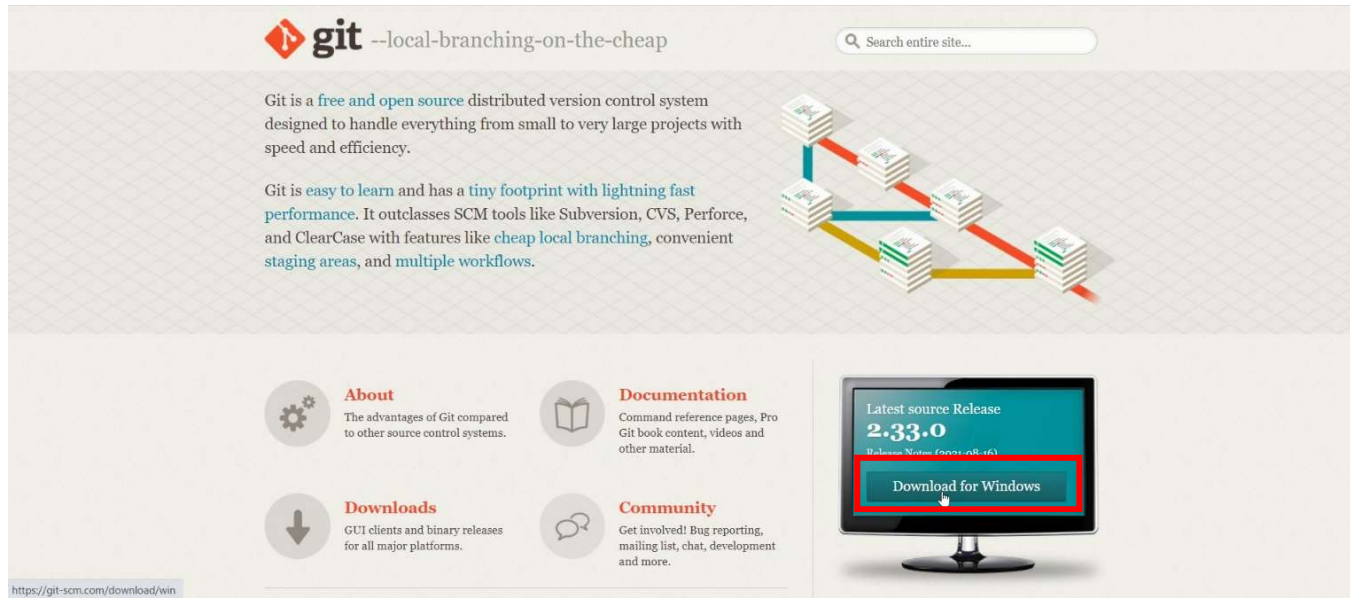 git --local-branching-on-the-cheap
Search entire site...
Git is a free and open source distributed version control system
designed to handle everything from small to very large projects with
speed and efficiency.
Git is easy to learn and has a tiny footprint with lightning fast
performance. It outclasses SCM tools like Subversion, CVS, Perforce,
and ClearCase with features like cheap local branching, convenient
staging areas, and multiple workflows.
About
The advantages of Git compared
to other source control systems.
Documentation
Command reference pages, Pro
Git book content, videos and
other material.
Downloads
GUI clients and binary releases
for all major platforms.
Community
Get involved! Bug reporting,
mailing list, chat, development
and more.
Latest source Release
2.33.0
Release Notes (2021-08-16)
Download for Windows
https://git-scm.com/download/win